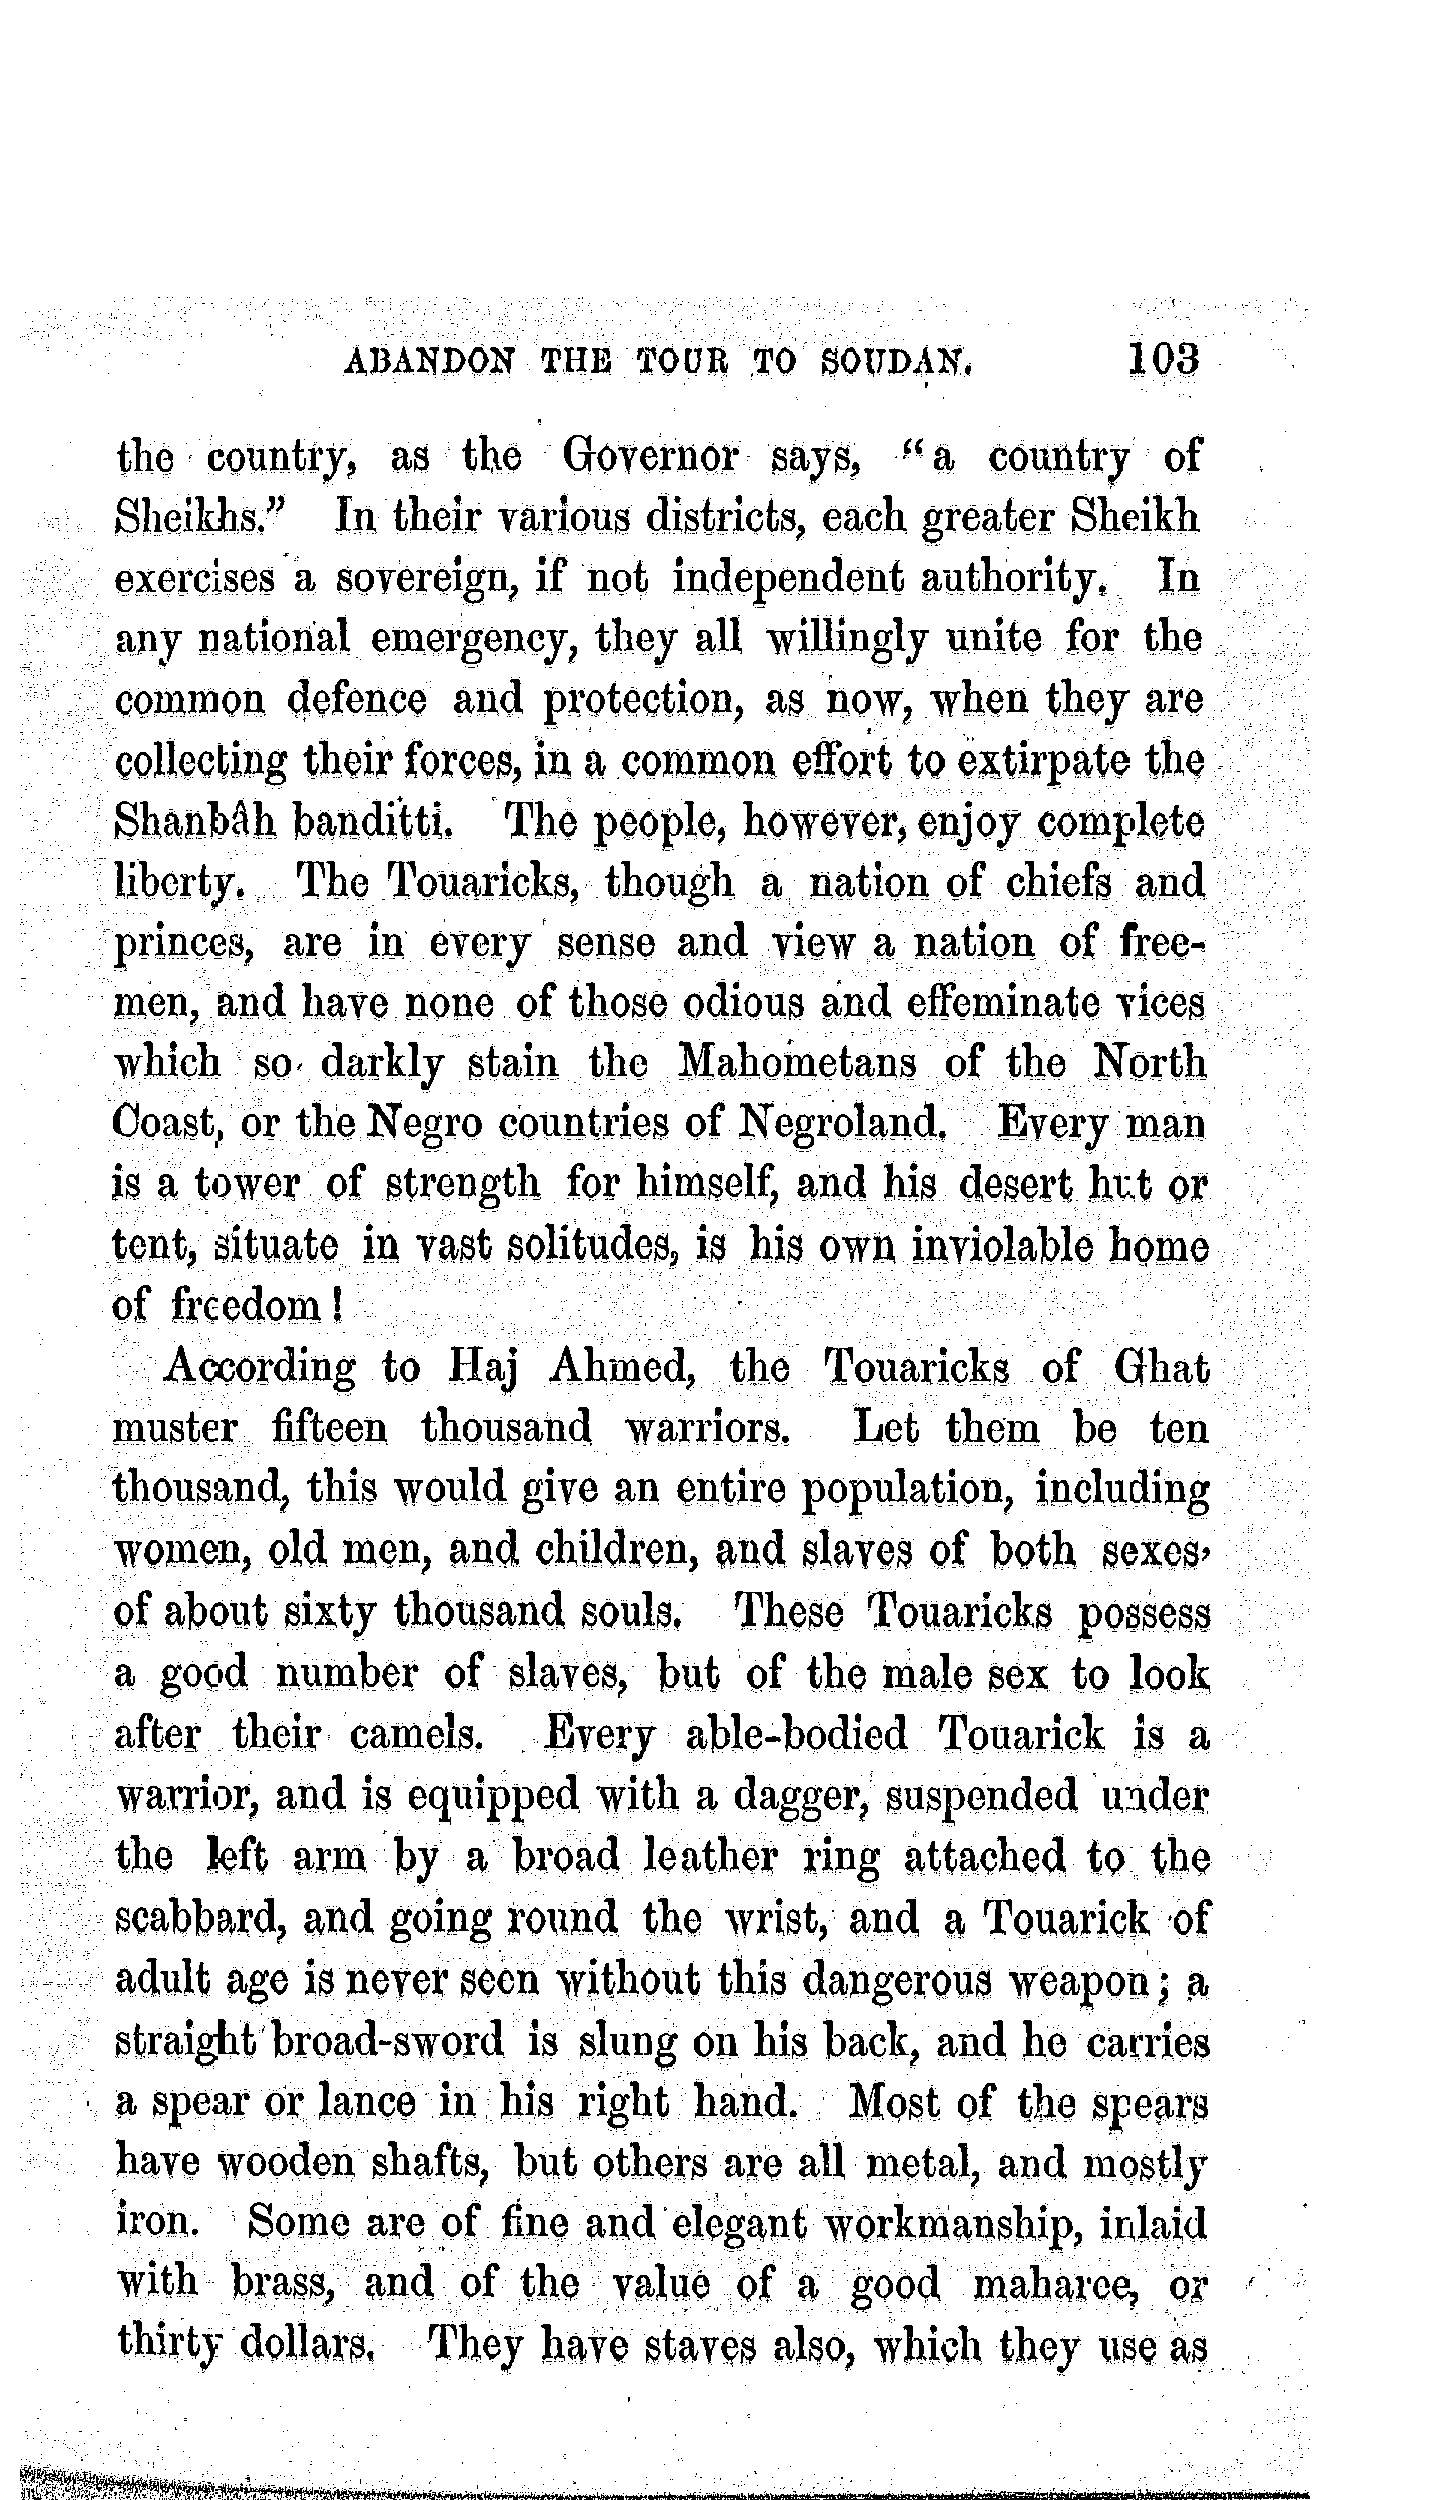 ABANDON THE TOUR TO SOUDAN. 103
the country, as the Governor says, “a country of
Sheikhs.” In their various districts, each greater Sheikh
exercises a sovereign, if not independent authority. In
any national emergency, they all willingly unite for the
common defence and protection, as now, when they are
collecting their forces, in a common effort to extirpate the
Shanbâh banditti. The people, however, enjoy complete
liberty. The Touaricks, though a nation of chiefs and
princes, are in every sense and view a nation of free-
men, and have none of those odious and effeminate vices
which so darkly stain the Mahometans of the North
Coast, or the Negro countries of Negroland. Every man
is a tower of strength for himself, and his desert hut or
tent, situate in vast solitudes, is his own inviolable home
of freedom!
According to Haj Ahmed, the Touaricks of Ghat
muster fifteen thousand warriors. Let them be ten
thousand, this would give an entire population, including
women, old men, and children, and slaves of both sexes,
of about sixty thousand souls. These Touaricks possess
a good number of slaves, but of the male sex to look
after their camels. Every able-bodied Touarick is a
warrior, and is equipped with a dagger, suspended under
the left arm by a broad leather ring attached to the
scabbard, and going round the wrist, and a Touarick of
adult age is never seen without this dangerous weapon; a
straight broad-sword is slung on his back, and he carries
a spear or lance in his right hand. Most of the spears
have wooden shafts, but others are all metal, and mostly
iron. Some are of fine and elegant workmanship, inlaid
with brass, and of the value of a good maharee, or
thirty dollars. They have staves also, which they use as